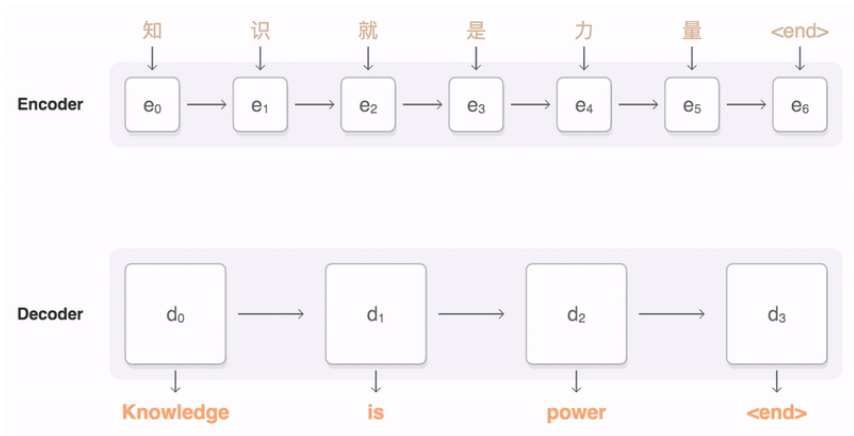 知 识 就 是 力 量 <end>
Encoder e₀ e₁ e₂ e₃ e₄ e₅ e₆
Decoder d₀ d₁ d₂ d₃
Knowledge is power <end>